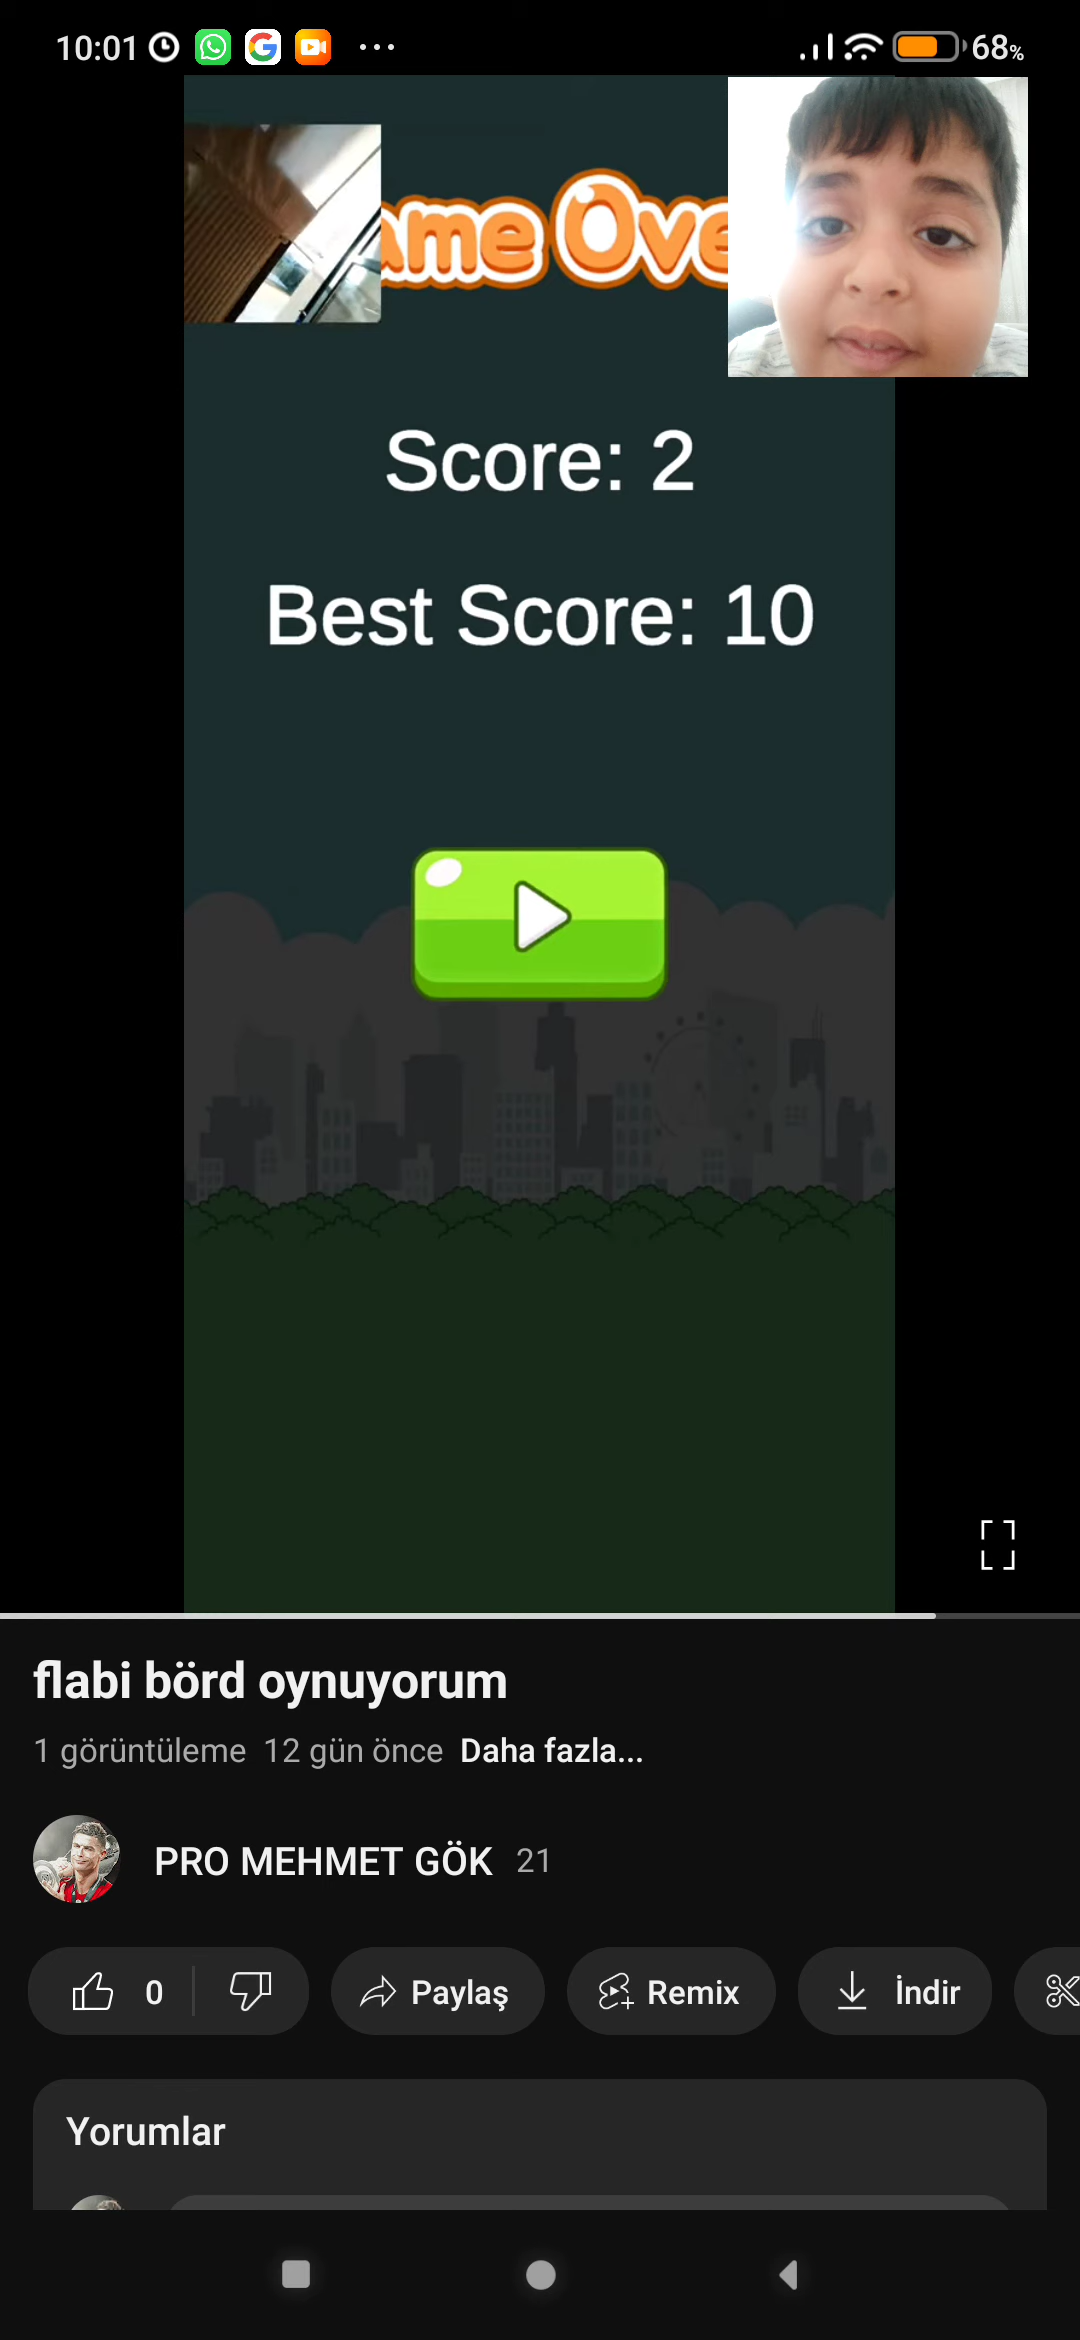 10:01
68%
ame Ove
Score: 2
Best Score: 10
flabi börd oynuyorum
1 görüntüleme 12 gün önce Daha fazla...
PRO MEHMET GÖK 21
0 Paylaş Remix İndir
Yorumlar